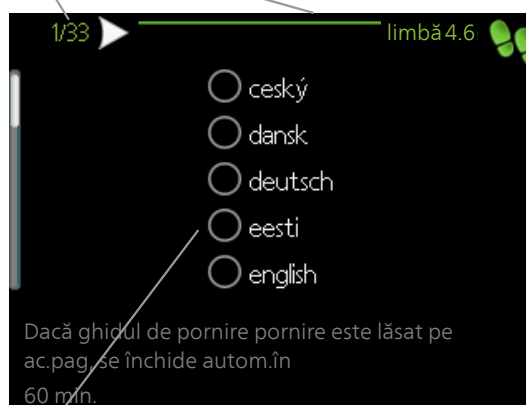 1/33 limbă 4.6
ceský
dansk
deutsch
eesti
english
Dacă ghidul de pornire pornire este lăsat pe
ac.pag, se închide autom.în
60 min.